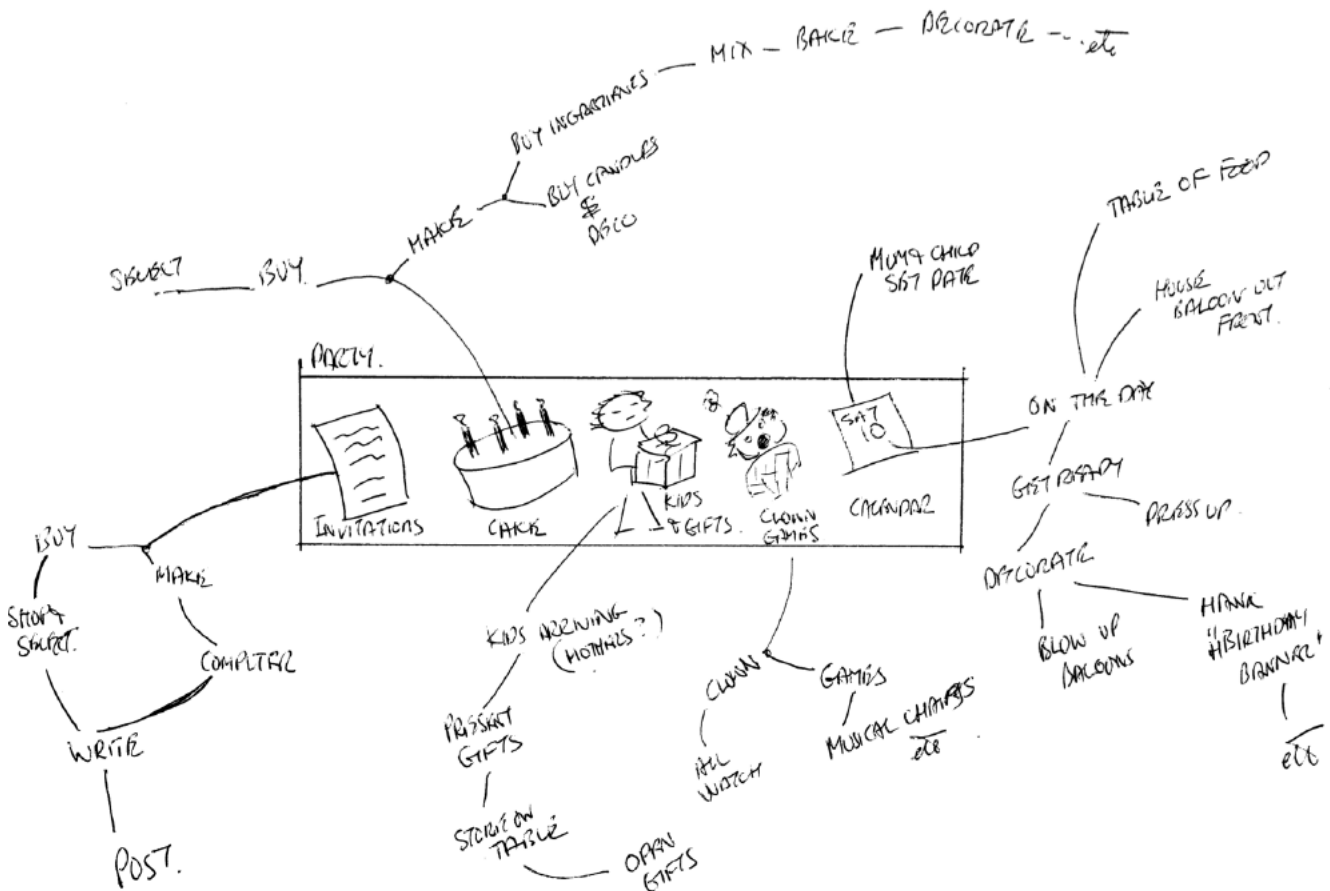 MIX - BAKE - DECORATE - . . etc
BUY INGREDIENTS
BUY CANDLES
&
DECO
MAKE
SELECT
BUY.
TABLE OF FOOD
HOUSE
BALOON OUT
FRONT.
MUM & CHILD
SET DATE
PARTY.
SAT
10
ON THE DAY
INVITATIONS
CAKE
KIDS
& GIFTS.
CLOWN
GAMES
CALENDAR
GET READY
DRESS UP.
DECORATE
HANG
"HBIRTHDAY
BANNER"
etc
BLOW UP
BALOONS
BUY
MAKE
SHOP &
SELECT.
COMPUTER
WRITE
POST.
KIDS ARRIVING
(MOTHERS?)
PRESENT
GIFTS
STORE ON
TABLE
OPEN
GIFTS
CLOWN
GAMES
ALL
WATCH
MUSICAL CHAIRS
etc